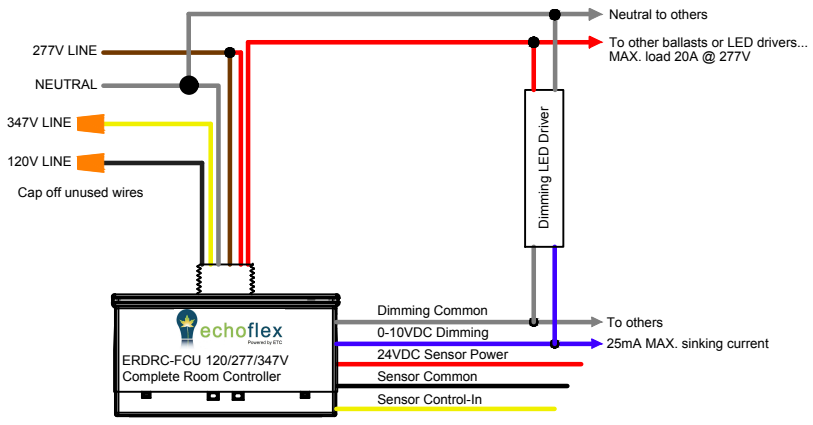 Neutral to others
277V LINE
To other ballasts or LED drivers...
MAX. load 20A @ 277V
NEUTRAL
347V LINE
120V LINE
Cap off unused wires
Dimming LED Driver
echoflex
Powered by ETC
ERDRC-FCU 120/277/347V
Complete Room Controller
Dimming Common
To others
0-10VDC Dimming
25mA MAX. sinking current
24VDC Sensor Power
Sensor Common
Sensor Control-In